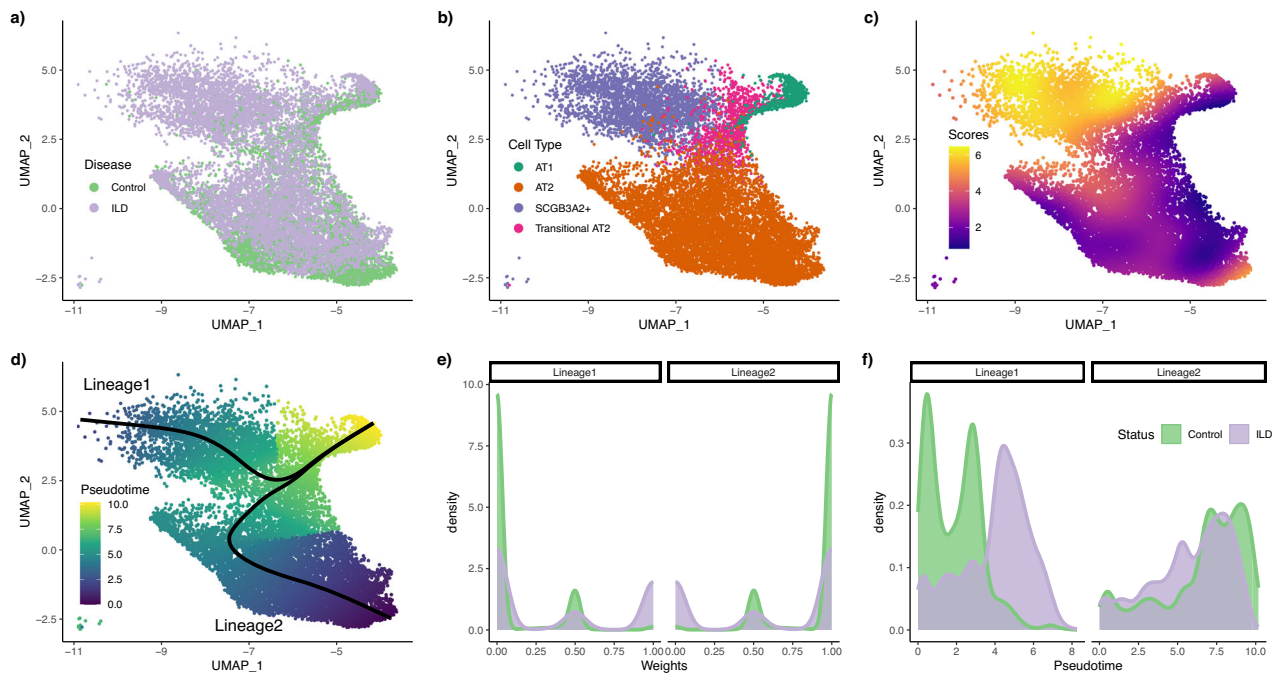 a)
5.0
2.5
0.0
−2.5
UMAP_2
Disease
Control
ILD
−11
−9
−7
−5
UMAP_1
b)
5.0
2.5
0.0
−2.5
UMAP_2
Cell Type
AT1
AT2
SCGB3A2+
Transitional AT2
−11
−9
−7
−5
UMAP_1
c)
5.0
2.5
0.0
−2.5
UMAP_2
Scores
6
4
2
−11
−9
−7
−5
UMAP_1
d)
Lineage1
5.0
2.5
0.0
−2.5
UMAP_2
Pseudotime
10.0
7.5
5.0
2.5
0.0
Lineage2
−11
−9
−7
−5
UMAP_1
e)
Lineage1
Lineage2
10.0
7.5
5.0
2.5
0.0
density
0.00 0.25 0.50 0.75 1.00
0.00 0.25 0.50 0.75 1.00
Weights
f)
Lineage1
Lineage2
Status
Control
ILD
0.3
0.2
0.1
0.0
density
0 2 4 6 8
0.0 2.5 5.0 7.5 10.0
Pseudotime